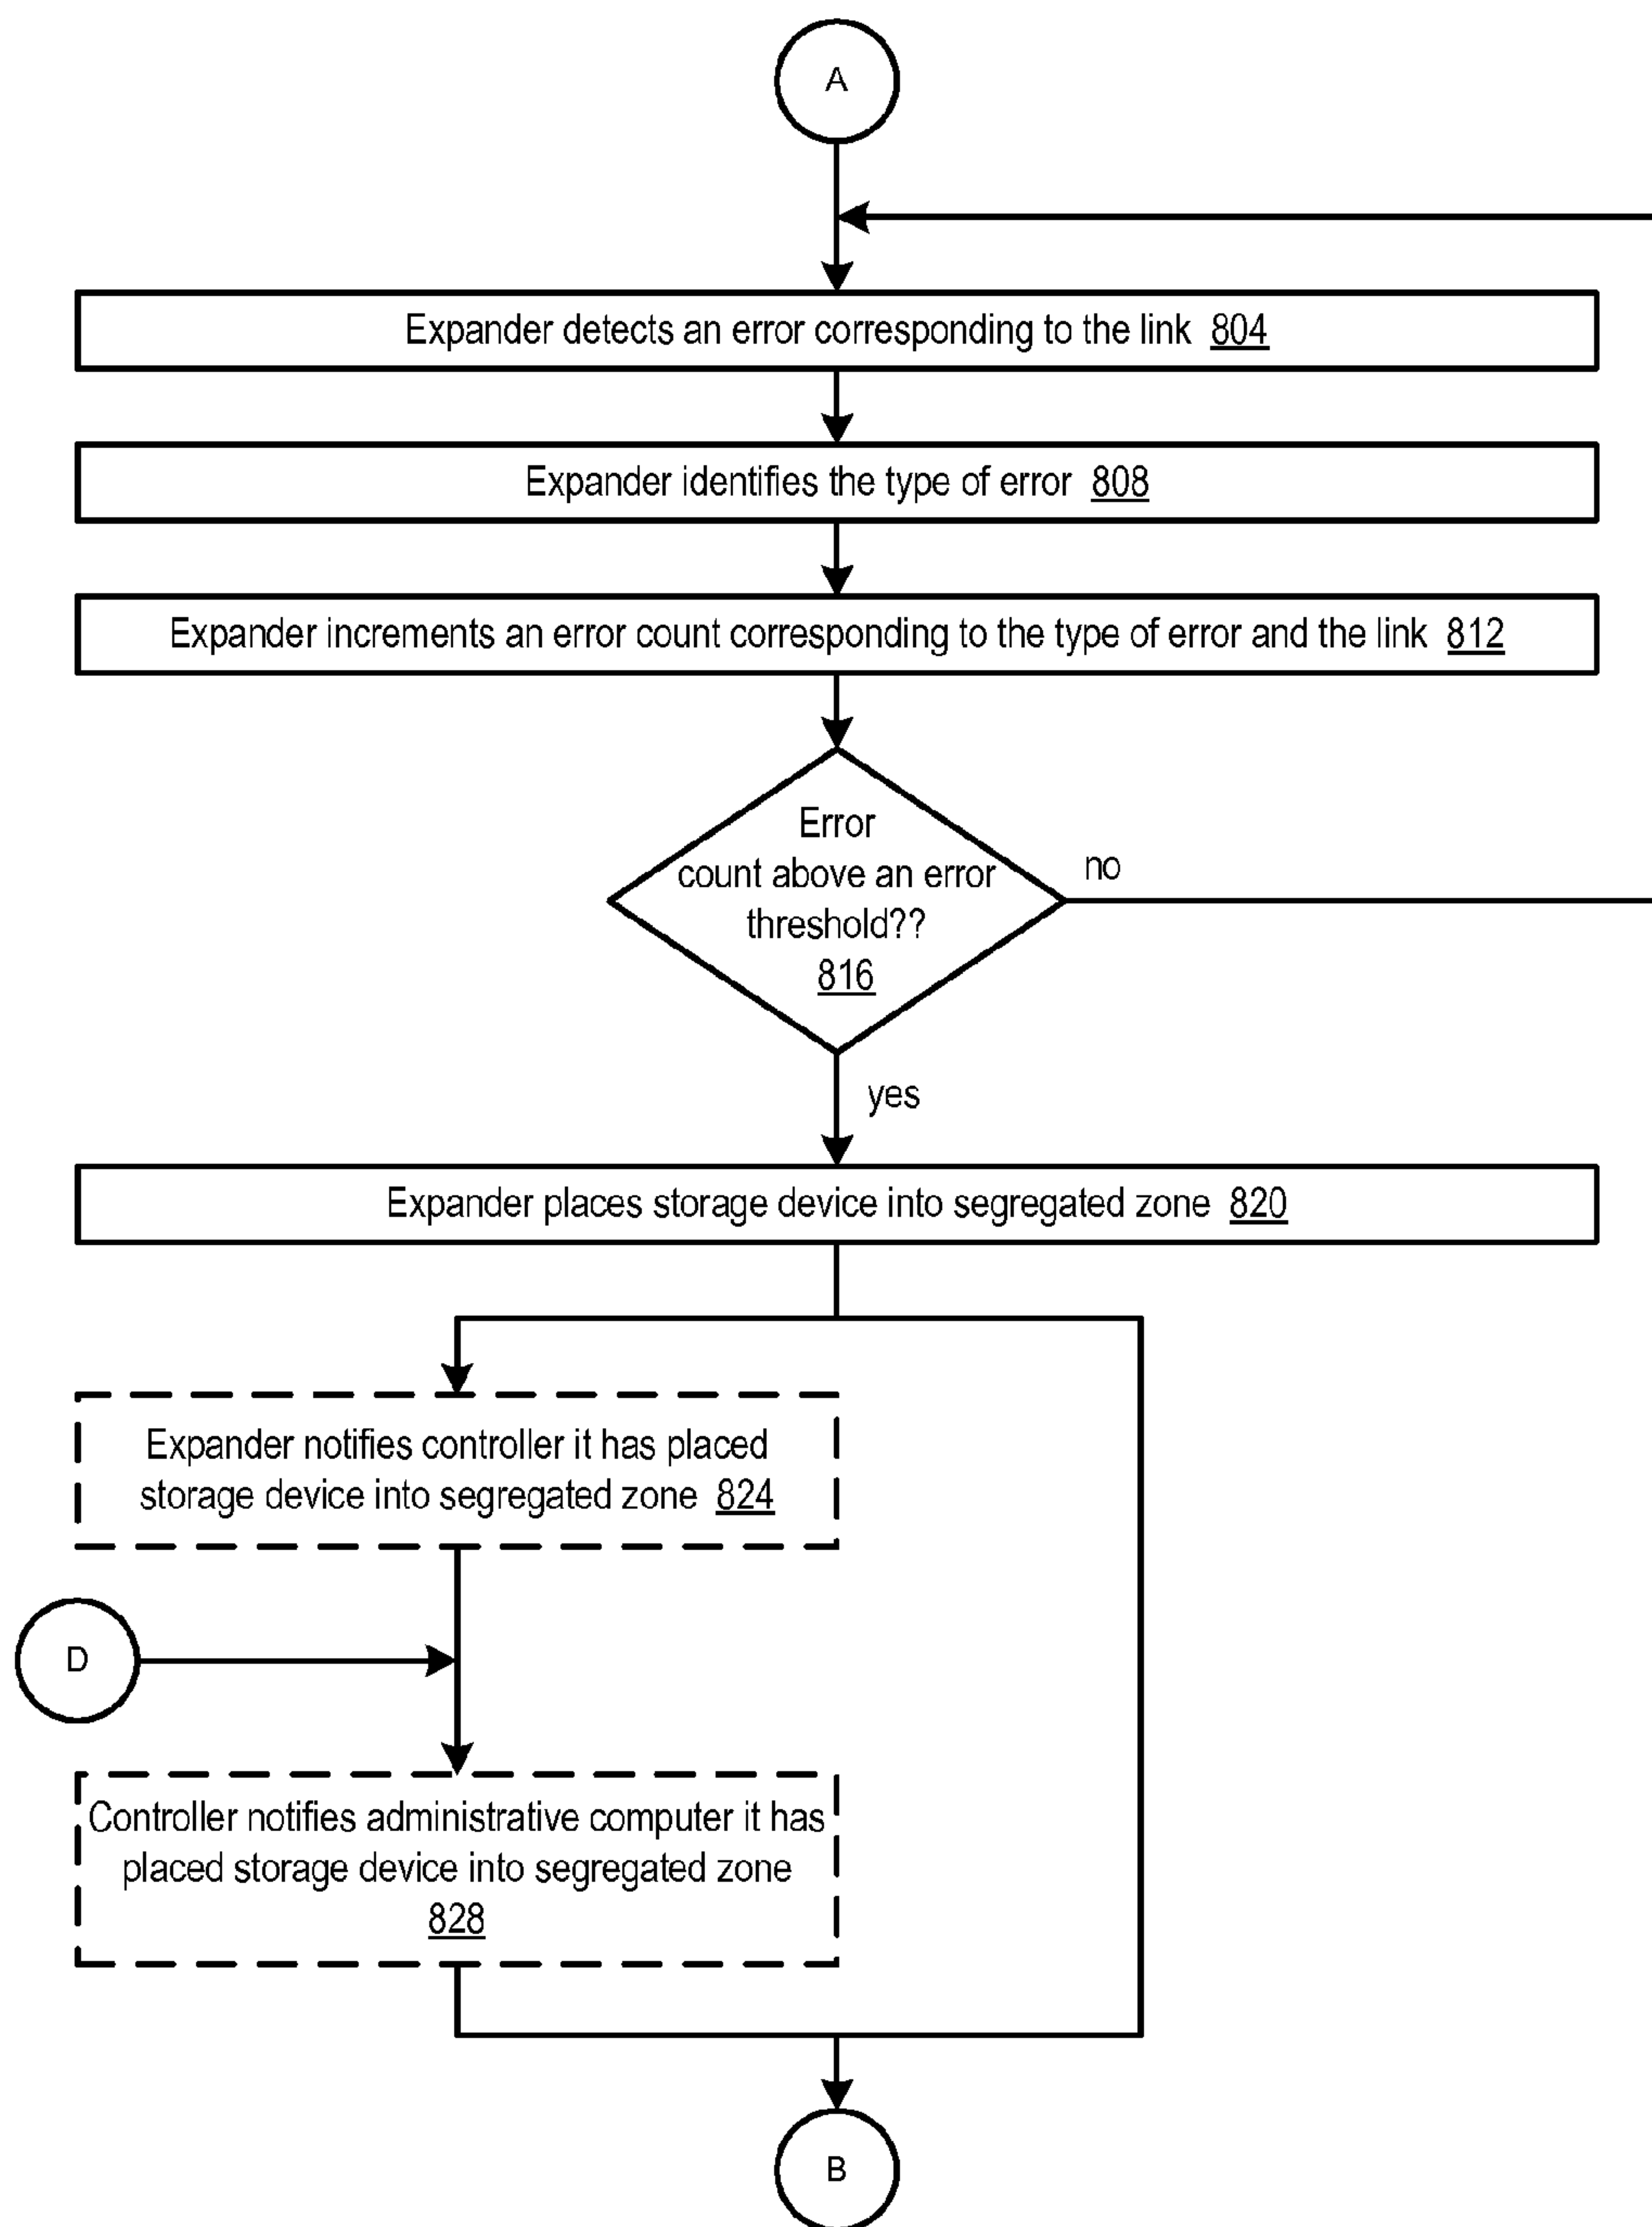 A
Expander detects an error corresponding to the link 804
Expander identifies the type of error 808
Expander increments an error count corresponding to the type of error and the link 812
Error
count above an error
threshold??
816
no
yes
Expander places storage device into segregated zone 820
Expander notifies controller it has placed
storage device into segregated zone 824
D
Controller notifies administrative computer it has
placed storage device into segregated zone
828
B